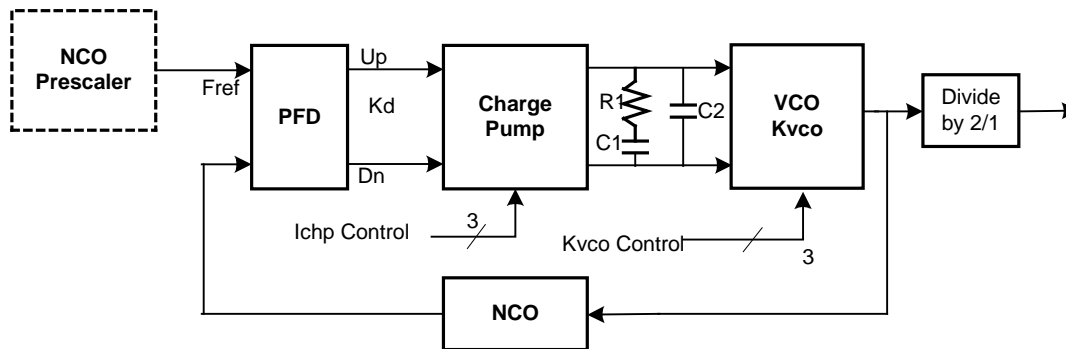 NCO
Prescaler
Fref
PFD
Up
Kd
Dn
Charge
Pump
R1
C1
C2
VCO
Kvco
Divide
by 2/1
Ichp Control
3
Kvco Control
3
NCO